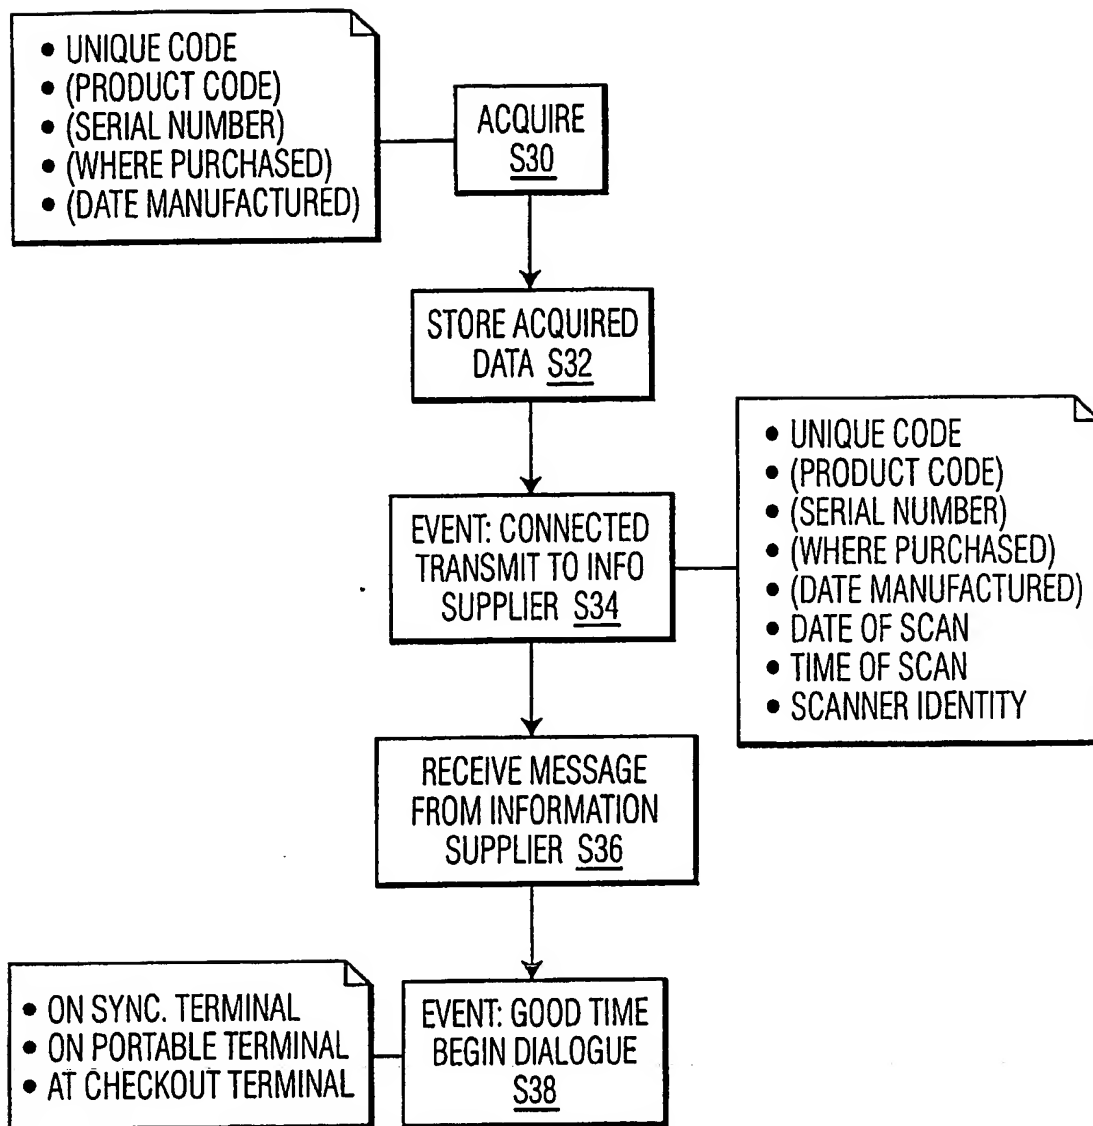 • UNIQUE CODE
• (PRODUCT CODE)
• (SERIAL NUMBER)
• (WHERE PURCHASED)
• (DATE MANUFACTURED)
ACQUIRE
S30
STORE ACQUIRED
DATA S32
EVENT: CONNECTED
TRANSMIT TO INFO
SUPPLIER S34
• UNIQUE CODE
• (PRODUCT CODE)
• (SERIAL NUMBER)
• (WHERE PURCHASED)
• (DATE MANUFACTURED)
• DATE OF SCAN
• TIME OF SCAN
• SCANNER IDENTITY
RECEIVE MESSAGE
FROM INFORMATION
SUPPLIER S36
• ON SYNC. TERMINAL
• ON PORTABLE TERMINAL
• AT CHECKOUT TERMINAL
EVENT: GOOD TIME
BEGIN DIALOGUE
S38